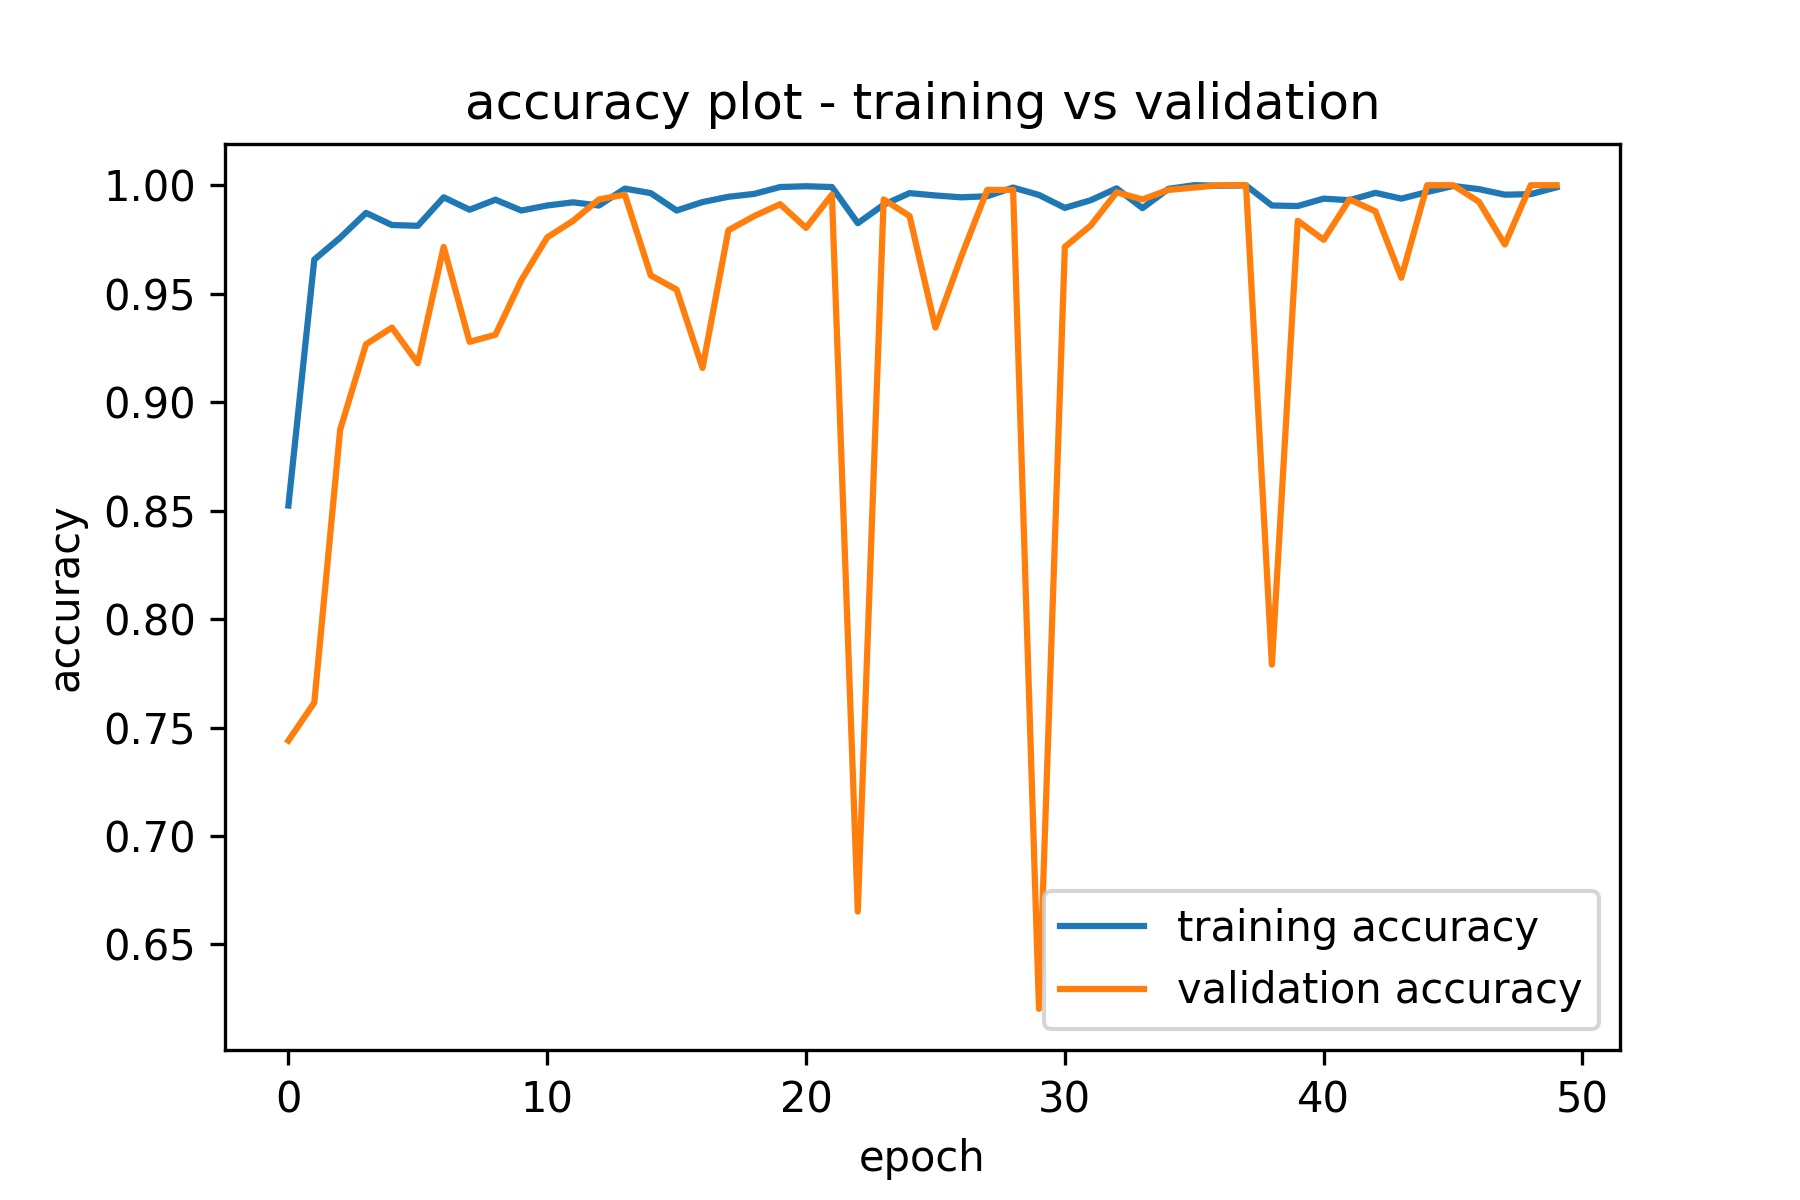 accuracy plot - training vs validation
1.00
0.95
0.90
0.85
0.80
0.75
0.70
0.65
accuracy
training accuracy
validation accuracy
0 10 20 30 40 50
epoch